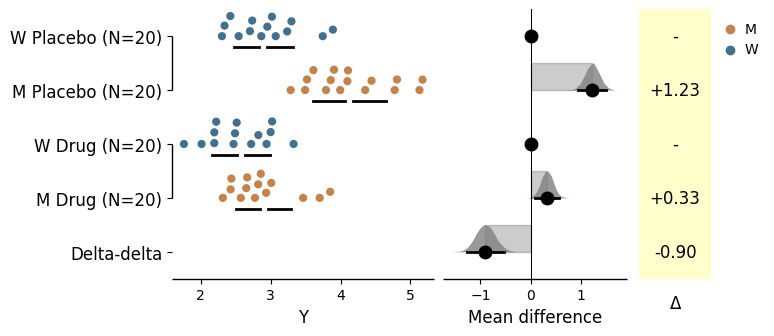 W Placebo (N=20)
M Placebo (N=20)
W Drug (N=20)
M Drug (N=20)
Delta-delta
2 3 4 5
Y
−1 0 1
Mean difference
-
+1.23
-
+0.33
-0.90
Δ
M
W